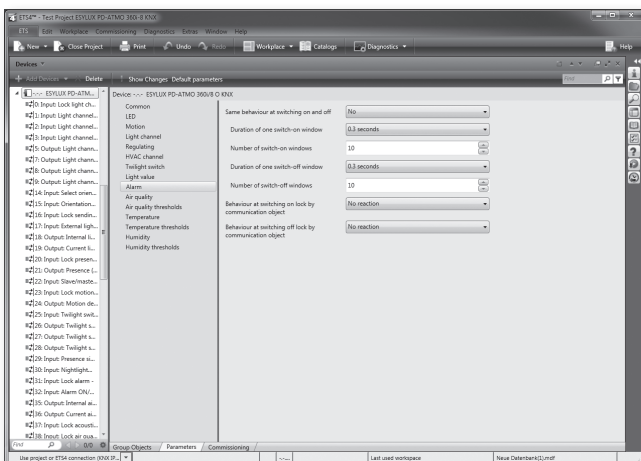 ETS4™ - Test Project ESYLUX PD-ATMO 360i-8 KNX
ETS Edit Workplace Commissioning Diagnostics Extras Window Help
New Close Project Print Undo Redo Workplace Catalogs Diagnostics Help
Devices
Add Devices Delete Show Changes Default parameters Find
-.-.- ESYLUX PD-ATM...
0: Input: Lock light ch...
1: Input: Light channel...
2: Input: Light channel...
3: Input: Light channel...
5: Output: Light chann...
7: Output: Light chann...
8: Output: Light chann...
9: Output: Light chann...
14: Input: Select orien...
15: Input: Orientation...
16: Input: Lock sendin...
17: Input: External ligh...
18: Output: Internal li...
19: Output: Current li...
20: Input: Lock presen...
21: Output: Presence (...
22: Input: Slave/maste...
23: Input: Lock motion...
24: Output: Motion de...
25: Input: Twilight swit...
26: Output: Twilight s...
27: Output: Twilight s...
28: Output: Twilight s...
29: Input: Presence si...
30: Input: Nightlight...
31: Input: Lock alarm -
32: Input: Alarm ON/...
35: Output: Internal ai...
36: Output: Current ai...
37: Input: Lock acousti...
38: Input: Lock air qua...
Find 0/0
Device: -.-.- ESYLUX PD-ATMO 360i/8 O KNX
Common
LED
Motion
Light channel
Regulating
HVAC channel
Twilight switch
Light value
Alarm
Air quality
Air quality thresholds
Temperature
Temperature thresholds
Humidity
Humidity thresholds
Same behaviour at switching on and off No
Duration of one switch-on window 0.3 seconds
Number of switch-on windows 10
Duration of one switch-off window 0.3 seconds
Number of switch-off windows 10
Behaviour at switching on lock by No reaction
communication object
Behaviour at switching off lock by No reaction
communication object
Group Objects Parameters Commissioning
Use project or ETS4 connection (KNX IP... Last used workspace Neue Datenbank(1).mdf